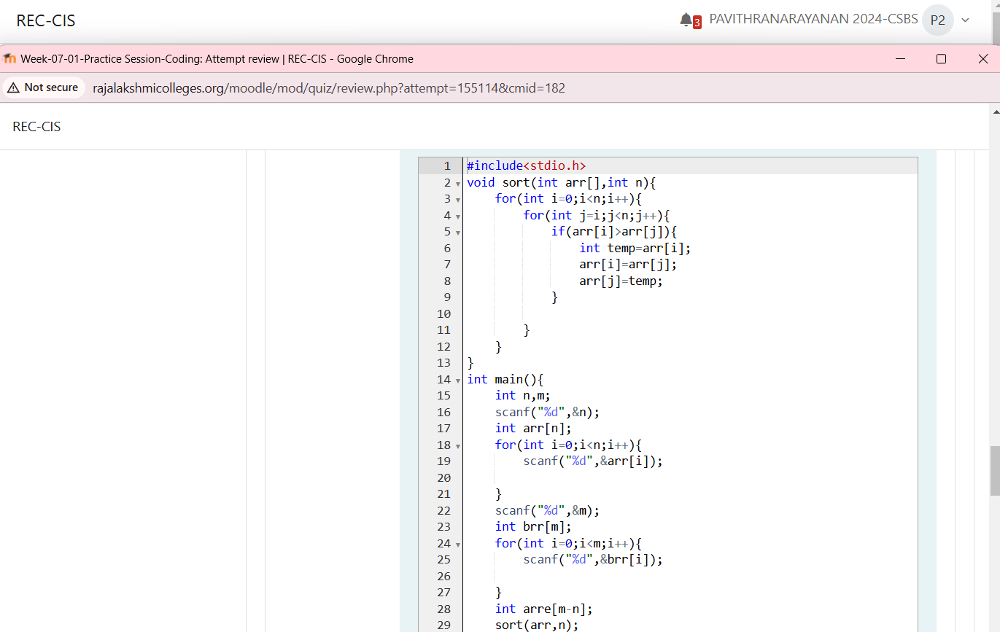 REC-CIS
3 PAVITHRANARAYANAN 2024-CSBS P2
Week-07-01-Practice Session-Coding: Attempt review | REC-CIS - Google Chrome
Not secure rajalakshmicolleges.org/moodle/mod/quiz/review.php?attempt=155114&cmid=182
REC-CIS
1 #include<stdio.h>
2 void sort(int arr[],int n){
3 for(int i=0;i<n;i++){
4 for(int j=i;j<n;j++){
5 if(arr[i]>arr[j]){
6 int temp=arr[i];
7 arr[i]=arr[j];
8 arr[j]=temp;
9 }
10
11 }
12 }
13 }
14 int main(){
15 int n,m;
16 scanf("%d",&n);
17 int arr[n];
18 for(int i=0;i<n;i++){
19 scanf("%d",&arr[i]);
20
21 }
22 scanf("%d",&m);
23 int brr[m];
24 for(int i=0;i<m;i++){
25 scanf("%d",&brr[i]);
26
27 }
28 int arre[m-n];
29 sort(arr,n);